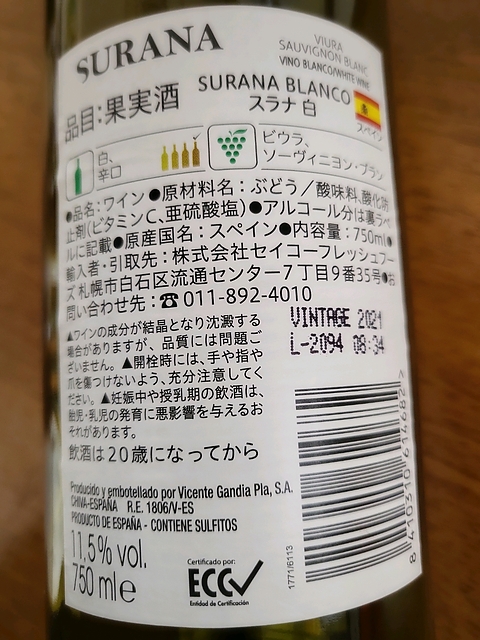 SURANA
VIURA
SAUVIGNON BLANC
VINO BLANCO/WHITE WINE
品目:果実酒
SURANA BLANCO
スラナ 白
スペイン
白、
辛口
ビウラ、
ソーヴィニヨン・ブラン
●品名:ワイン ●原材料名:ぶどう/酸味料、酸化防
止剤(ビタミンC、亜硫酸塩)●アルコール分は裏ラベ
ルに記載●原産国名:スペイン●内容量:750ml●
輸入者・引取先:株式会社セイコーフレッシュフー
ズ 札幌市白石区流通センター7丁目9番35号●お
問い合わせ先:☎011-892-4010
▲ワインの成分が結晶となり沈澱する
場合がありますが、品質には問題ご
ざいません。▲開栓時には、手や指や
爪を傷つけないよう、充分注意してく
ださい。▲妊娠中や授乳期の飲酒は、
胎児・乳児の発育に悪影響を与えるお
それがあります。
飲酒は20歳になってから
VINTAGE 2021
L-2094 08:34
Producido y embotellado por Vicente Gandia Pla, S.A.
CHIVA-ESPAÑA R.E. 1806/V-ES
PRODUCTO DE ESPAÑA - CONTIENE SULFITOS
11.5% vol.
750 ml e
Certificado por:
ECC
Entidad de Certificación
1771/6113
8 410310 614682